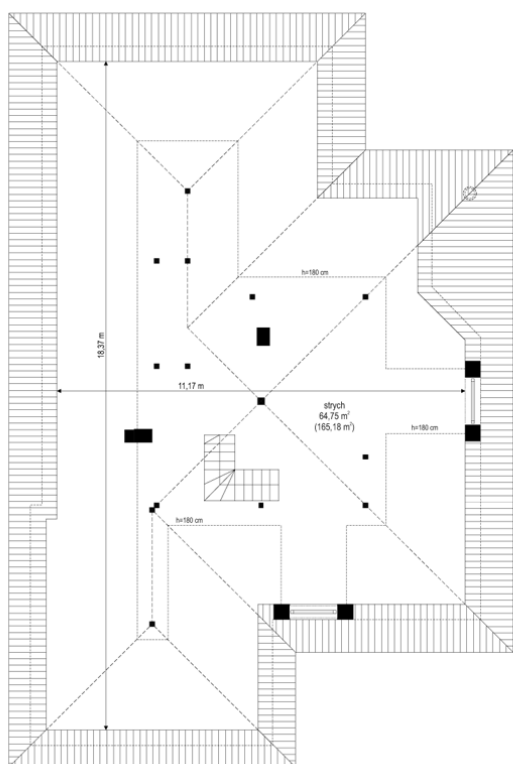 h=180 cm
18,37 m
11,17 m
strych
64,75 m²
(165,18 m²)
h=180 cm
h=180 cm